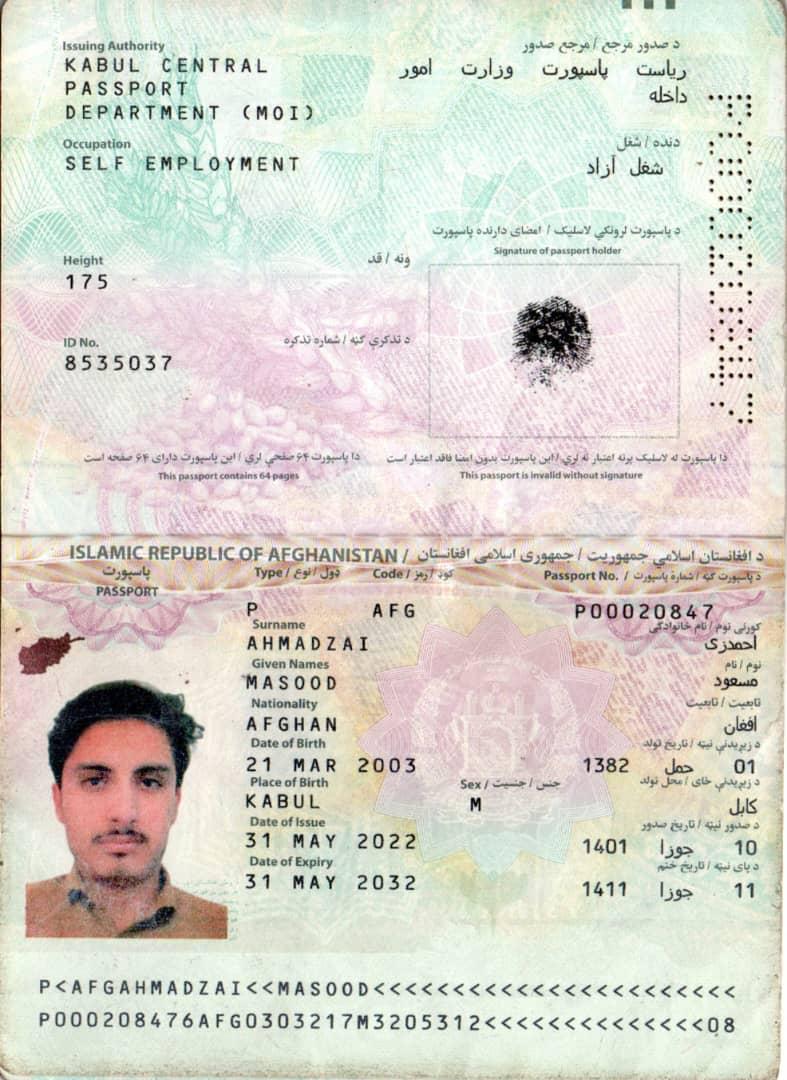 Issuing Authority د صدور مرجع / مرجع صدور
KABUL CENTRAL ریاست پاسپورت وزارت امور
PASSPORT داخله
DEPARTMENT (MOI)
Occupation دنده / شغل
SELF EMPLOYMENT شغل آزاد
د پاسپورت لرونکي لاسلیک / امضای دارنده پاسپورت
Signature of passport holder
Height ونه / قد
175
ID No. د تذکرې ګڼه / شماره تذکره
8535037
دا پاسپورت ۶۴ صفحې لري / این پاسپورت دارای ۶۴ صفحه است دا پاسپورت له لاسلیک پرته اعتبار نه لري / این پاسپورت بدون امضا فاقد اعتبار است
This passport contains 64 pages This passport is invalid without signature
ISLAMIC REPUBLIC OF AFGHANISTAN / د افغانستان اسلامي جمهوریت / جمهوری اسلامی افغانستان
پاسپورت Type / ډول / نوع Code / کوډ / رمز Passport No. / د پاسپورت ګڼه / شمارهٔ پاسپورت
PASSPORT
P AFG P00020847
Surname کورنی نوم / نام خانوادگی
AHMADZAI احمدزی
Given Names نوم / نام
MASOOD مسعود
Nationality تابعیت / تابعیت
AFGHAN افغان
Date of Birth د زیږیدنې نېټه / تاریخ تولد
21 MAR 2003 01 حمل 1382
Place of Birth Sex / جنس / جنسیت د زیږیدنې ځای / محل تولد
KABUL M کابل
Date of Issue د صدور نېټه / تاریخ صدور
31 MAY 2022 10 جوزا 1401
Date of Expiry د پای نېټه / تاریخ ختم
31 MAY 2032 11 جوزا 1411
P<AFGAHMADZAI<<MASOOD<<<<<<<<<<<<<<<<<<<<<<<
P000208476AFG0303217M3205312<<<<<<<<<<<<<<08